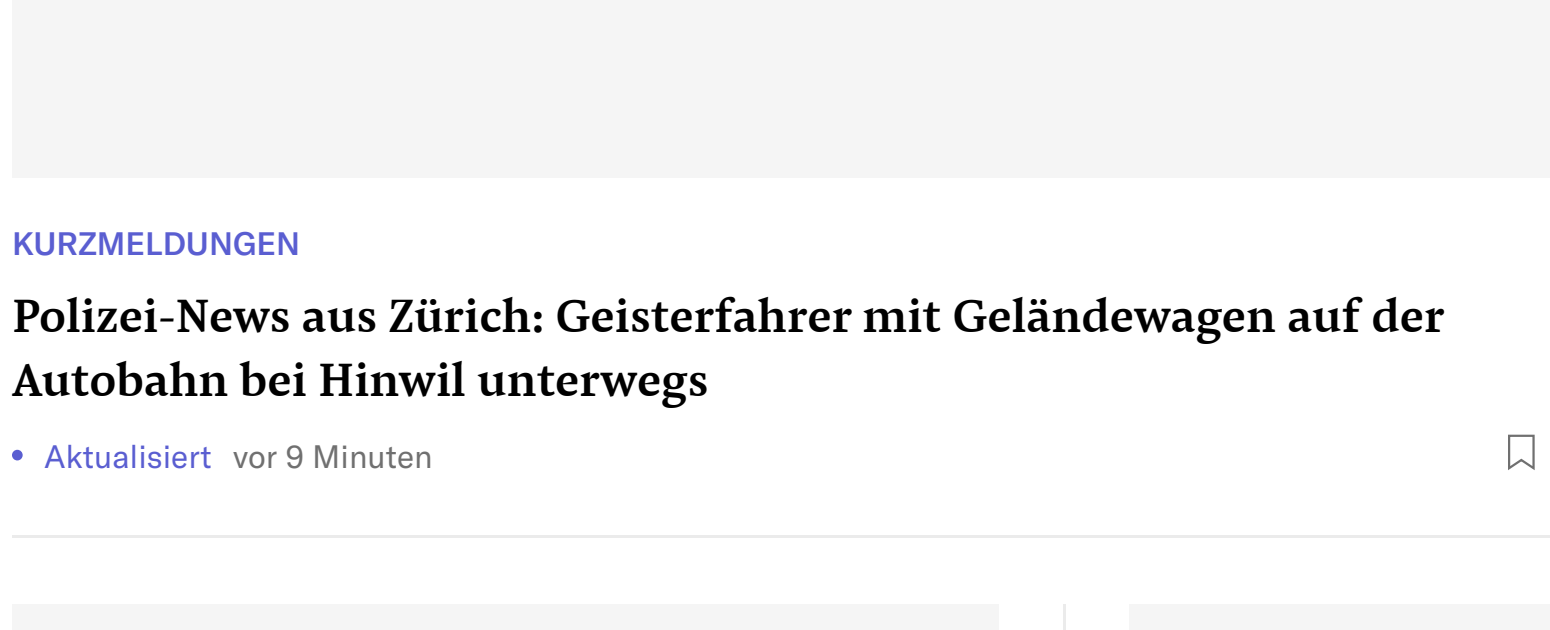 KURZMELDUNGEN
Polizei-News aus Zürich: Geisterfahrer mit Geländewagen auf der
Autobahn bei Hinwil unterwegs
• Aktualisiert vor 9 Minuten